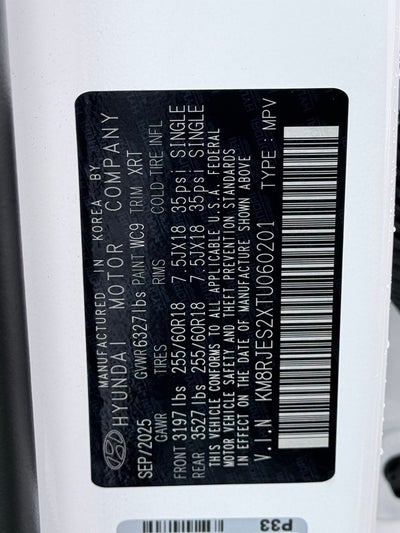 MANUFACTURED IN KOREA BY
HYUNDAI MOTOR COMPANY
SEP/2025 GVWR 6327lbs PAINT WC9 TRIM XRT
GAWR TIRES RIMS COLD TIRE INFL
FRONT 3197lbs 255/60R18 7.5JX18 35psi SINGLE
REAR 3527lbs 255/60R18 7.5JX18 35psi SINGLE
THIS VEHICLE CONFORMS TO ALL APPLICABLE U.S.A. FEDERAL
MOTOR VEHICLE SAFETY AND THEFT PREVENTION STANDARDS
IN EFFECT ON THE DATE OF MANUFACTURE SHOWN ABOVE
V.I.N : KM8RJES2XTU060201 TYPE : MPV
P33